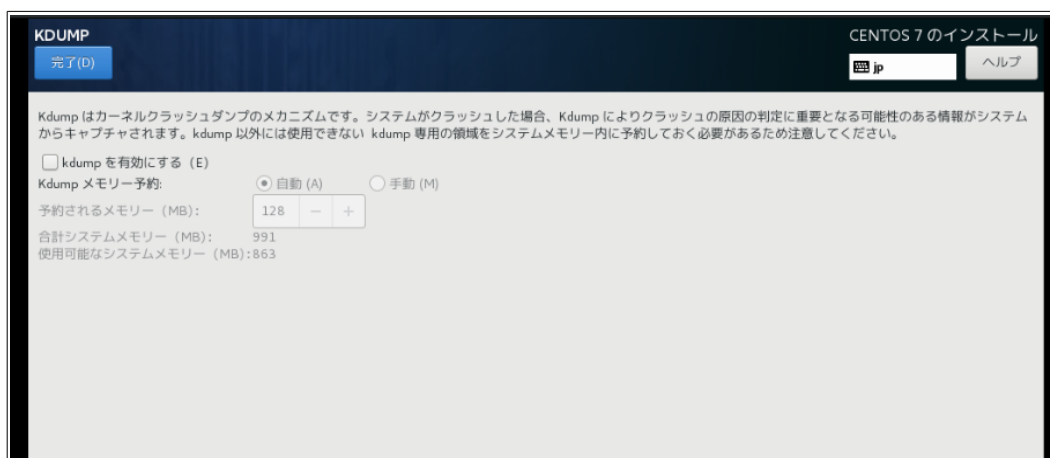 KDUMP
CENTOS 7 のインストール
完了(D)
jp
ヘルプ
Kdump はカーネルクラッシュダンプのメカニズムです。システムがクラッシュした場合、Kdump によりクラッシュの原因の判定に重要となる可能性のある情報がシステム
からキャプチャされます。kdump 以外には使用できない kdump 専用の領域をシステムメモリー内に予約しておく必要があるため注意してください。
kdump を有効にする (E)
Kdump メモリー予約: 自動 (A) 手動 (M)
予約されるメモリー (MB): 128 － ＋
合計システムメモリー (MB): 991
使用可能なシステムメモリー (MB):863